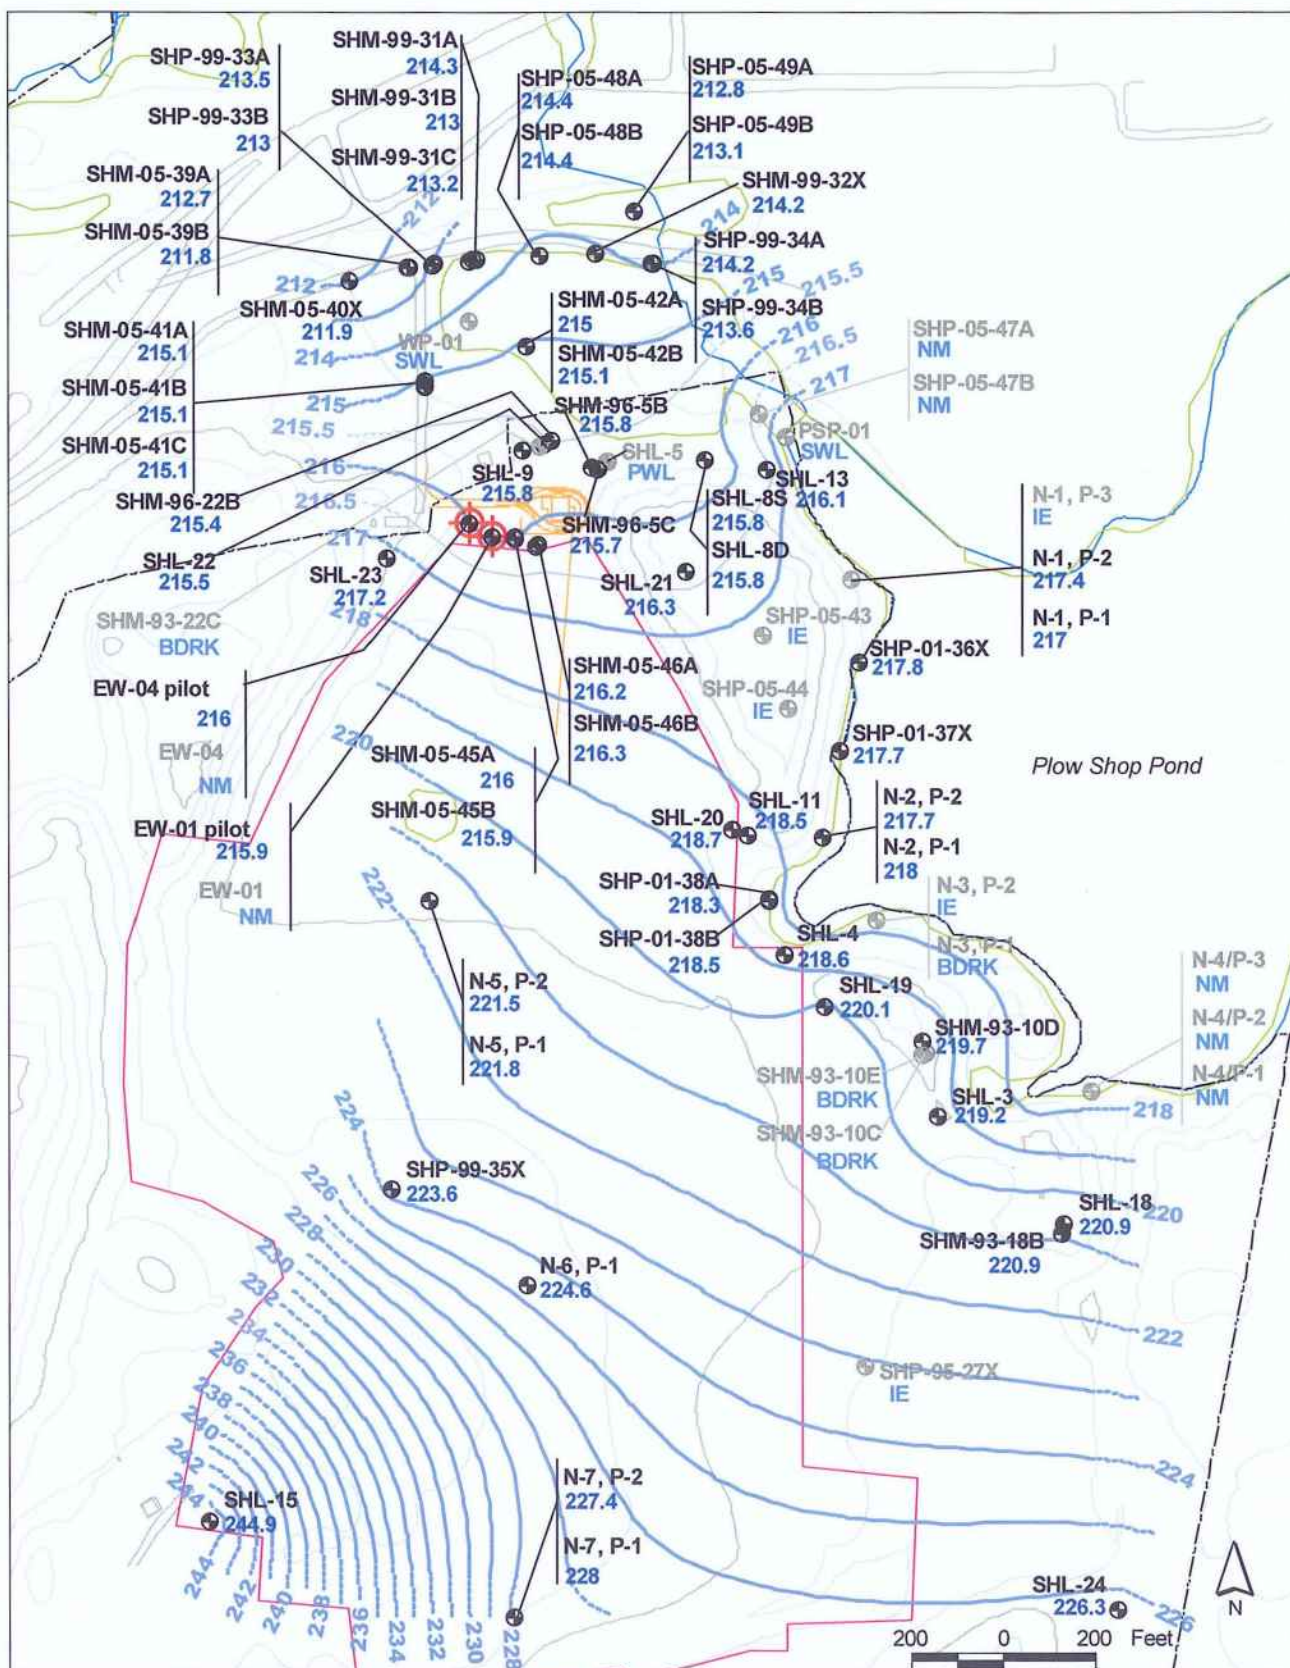 SHP-99-33A
213.5
SHP-99-33B
213
SHM-99-31A
214.3
SHM-99-31B
213
SHM-99-31C
213.2
SHP-05-48A
214.4
SHP-05-48B
214.4
SHP-05-49A
212.8
SHP-05-49B
213.1
SHM-99-32X
214.2
SHM-05-39A
212.7
SHM-05-39B
211.8
212
214
SHP-99-34A
214.2
SHP-99-34B
213.6
212
SHM-05-40X
211.9
WP-01
SWL
SHM-05-42A
215
SHM-05-42B
215.1
215
215.5
216
216.5
217
SHP-05-47A
NM
SHP-05-47B
NM
SHM-05-41A
215.1
SHM-05-41B
215.1
SHM-05-41C
215.1
214
215
215.5
216
216.5
217
218
SHM-96-5B
215.8
SHL-5
PWL
PSP-01
SWL
SHL-9
215.8
SHL-13
216.1
SHM-96-22B
215.4
SHL-22
215.5
SHL-23
217.2
SHM-96-5C
215.7
SHL-8S
215.8
SHL-8D
215.8
SHL-21
216.3
N-1, P-3
IE
N-1, P-2
217.4
N-1, P-1
217
SHM-93-22C
BDRK
SHP-05-43
IE
SHP-01-36X
217.8
EW-04 pilot
216
EW-04
NM
SHM-05-46A
216.2
SHM-05-46B
216.3
SHP-05-44
IE
SHP-01-37X
217.7
Plow Shop Pond
220
SHM-05-45A
216
SHM-05-45B
215.9
EW-01 pilot
215.9
EW-01
NM
SHL-20
218.7
SHL-11
218.5
N-2, P-2
217.7
N-2, P-1
218
222
SHP-01-38A
218.3
SHP-01-38B
218.5
SHL-4
218.6
N-3, P-2
IE
N-3, P-1
BDRK
N-4/P-3
NM
N-4/P-2
NM
N-4/P-1
NM
N-5, P-2
221.5
N-5, P-1
221.8
SHL-19
220.1
SHM-93-10D
219.7
SHM-93-10E
BDRK
SHM-93-10C
BDRK
SHL-3
219.2
218
224
SHP-99-35X
223.6
SHL-18
220.9
220
SHM-93-18B
220.9
226
228
230
232
234
236
238
240
242
244
N-6, P-1
224.6
222
SHP-95-27X
IE
224
SHL-15
244.9
N-7, P-2
227.4
N-7, P-1
228
244
242
240
238
236
234
232
230
228
SHL-24
226.3
226
N
200 0 200 Feet